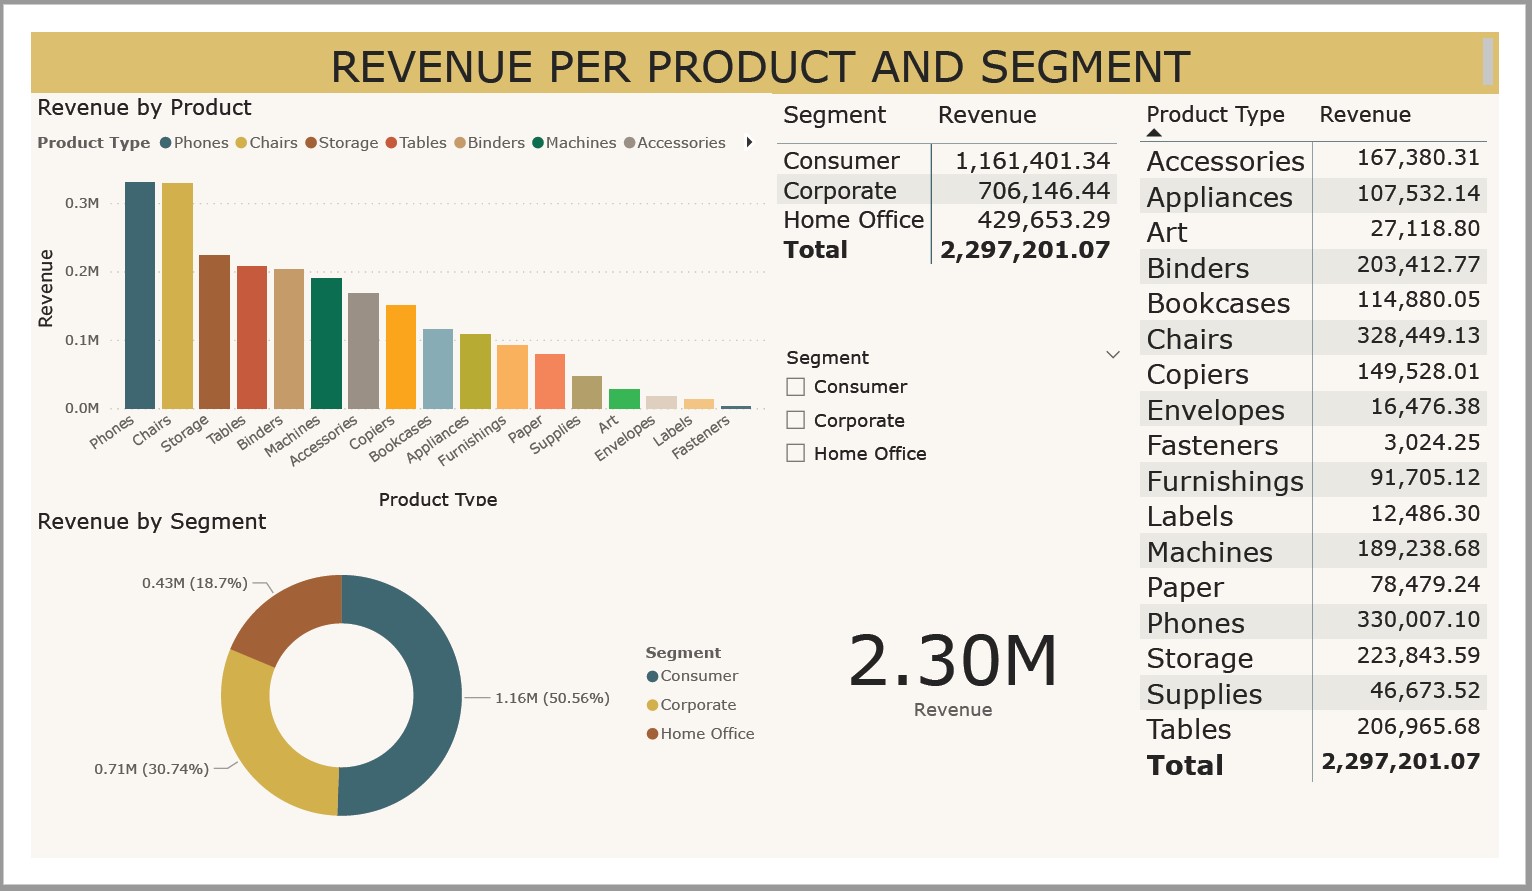 REVENUE PER PRODUCT AND SEGMENT
Revenue by Product
Product Type Phones Chairs Storage Tables Binders Machines Accessories
Revenue
0.3M
0.2M
0.1M
0.0M
Phones Chairs Storage Tables Binders Machines Accessories Copiers Bookcases Appliances Furnishings Paper Supplies Art Envelopes Labels Fasteners
Product Type
Revenue by Segment
0.43M (18.7%)
1.16M (50.56%)
0.71M (30.74%)
Segment
Consumer
Corporate
Home Office
Segment Revenue
Consumer 1,161,401.34
Corporate 706,146.44
Home Office 429,653.29
Total 2,297,201.07
Segment
Consumer
Corporate
Home Office
2.30M
Revenue
Product Type Revenue
Accessories 167,380.31
Appliances 107,532.14
Art 27,118.80
Binders 203,412.77
Bookcases 114,880.05
Chairs 328,449.13
Copiers 149,528.01
Envelopes 16,476.38
Fasteners 3,024.25
Furnishings 91,705.12
Labels 12,486.30
Machines 189,238.68
Paper 78,479.24
Phones 330,007.10
Storage 223,843.59
Supplies 46,673.52
Tables 206,965.68
Total 2,297,201.07